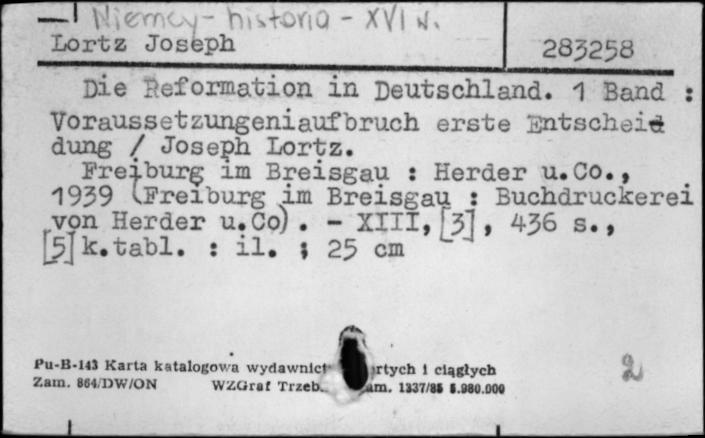 Niemcy - historia - XVI w.
Lortz Joseph 283258
Die Reformation in Deutschland. 1 Band :
Voraussetzungeniaufbruch erste Entscheid
dung / Joseph Lortz.
Freiburg im Breisgau : Herder u.Co.,
1939 (Freiburg im Breisgau : Buchdruckerei
von Herder u.Co) . - XIII, [3], 436 s.,
[5] k.tabl. : il. ; 25 cm
Pu-B-143 Karta katalogowa wydawnict rtych i ciągłych
Zam. 864/DW/ON WZGraf Trzeb am. 1337/85 5.980.000
2